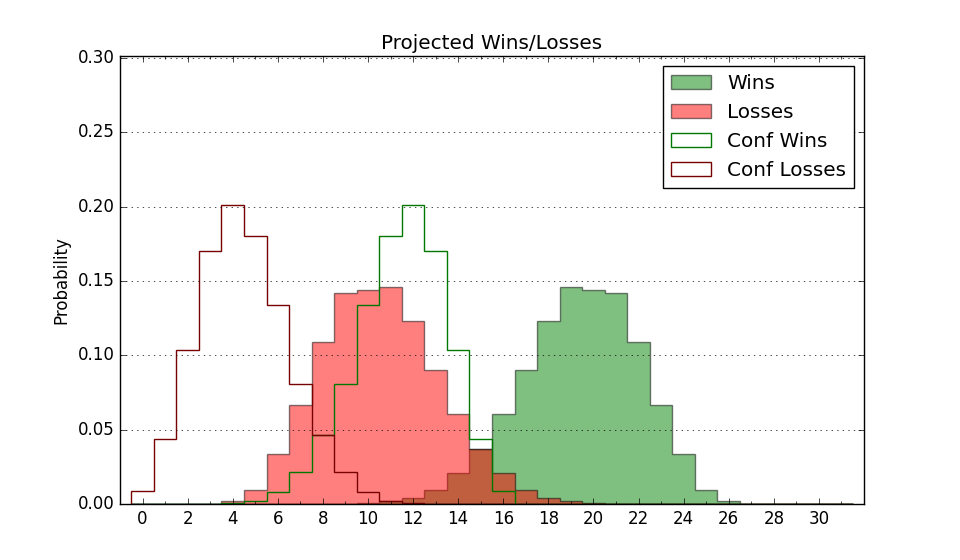 Projected Wins/Losses
0.30
0.25
0.20
0.15
0.10
0.05
0.00
Probability
Wins
Losses
Conf Wins
Conf Losses
0 2 4 6 8 10 12 14 16 18 20 22 24 26 28 30